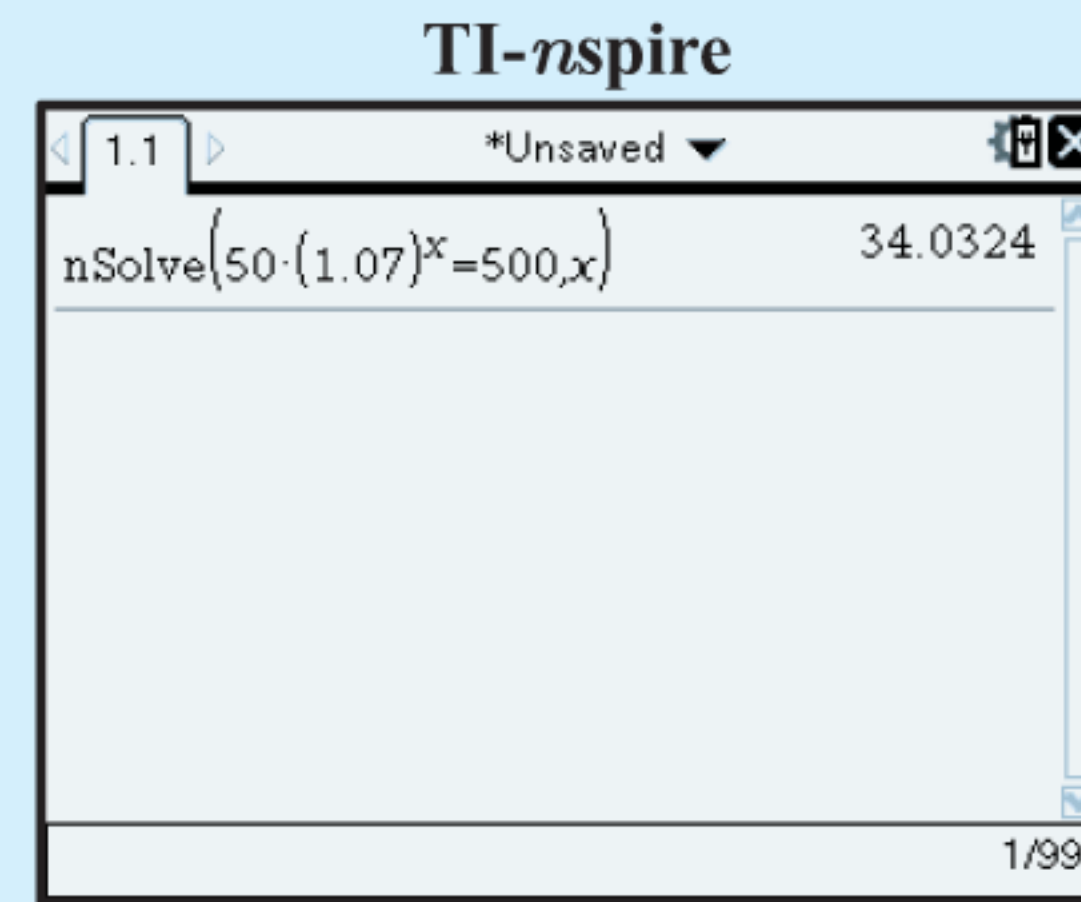 TI-nspire
1.1 *Unsaved
nSolve(50·(1.07)^x=500,x) 34.0324
1/99